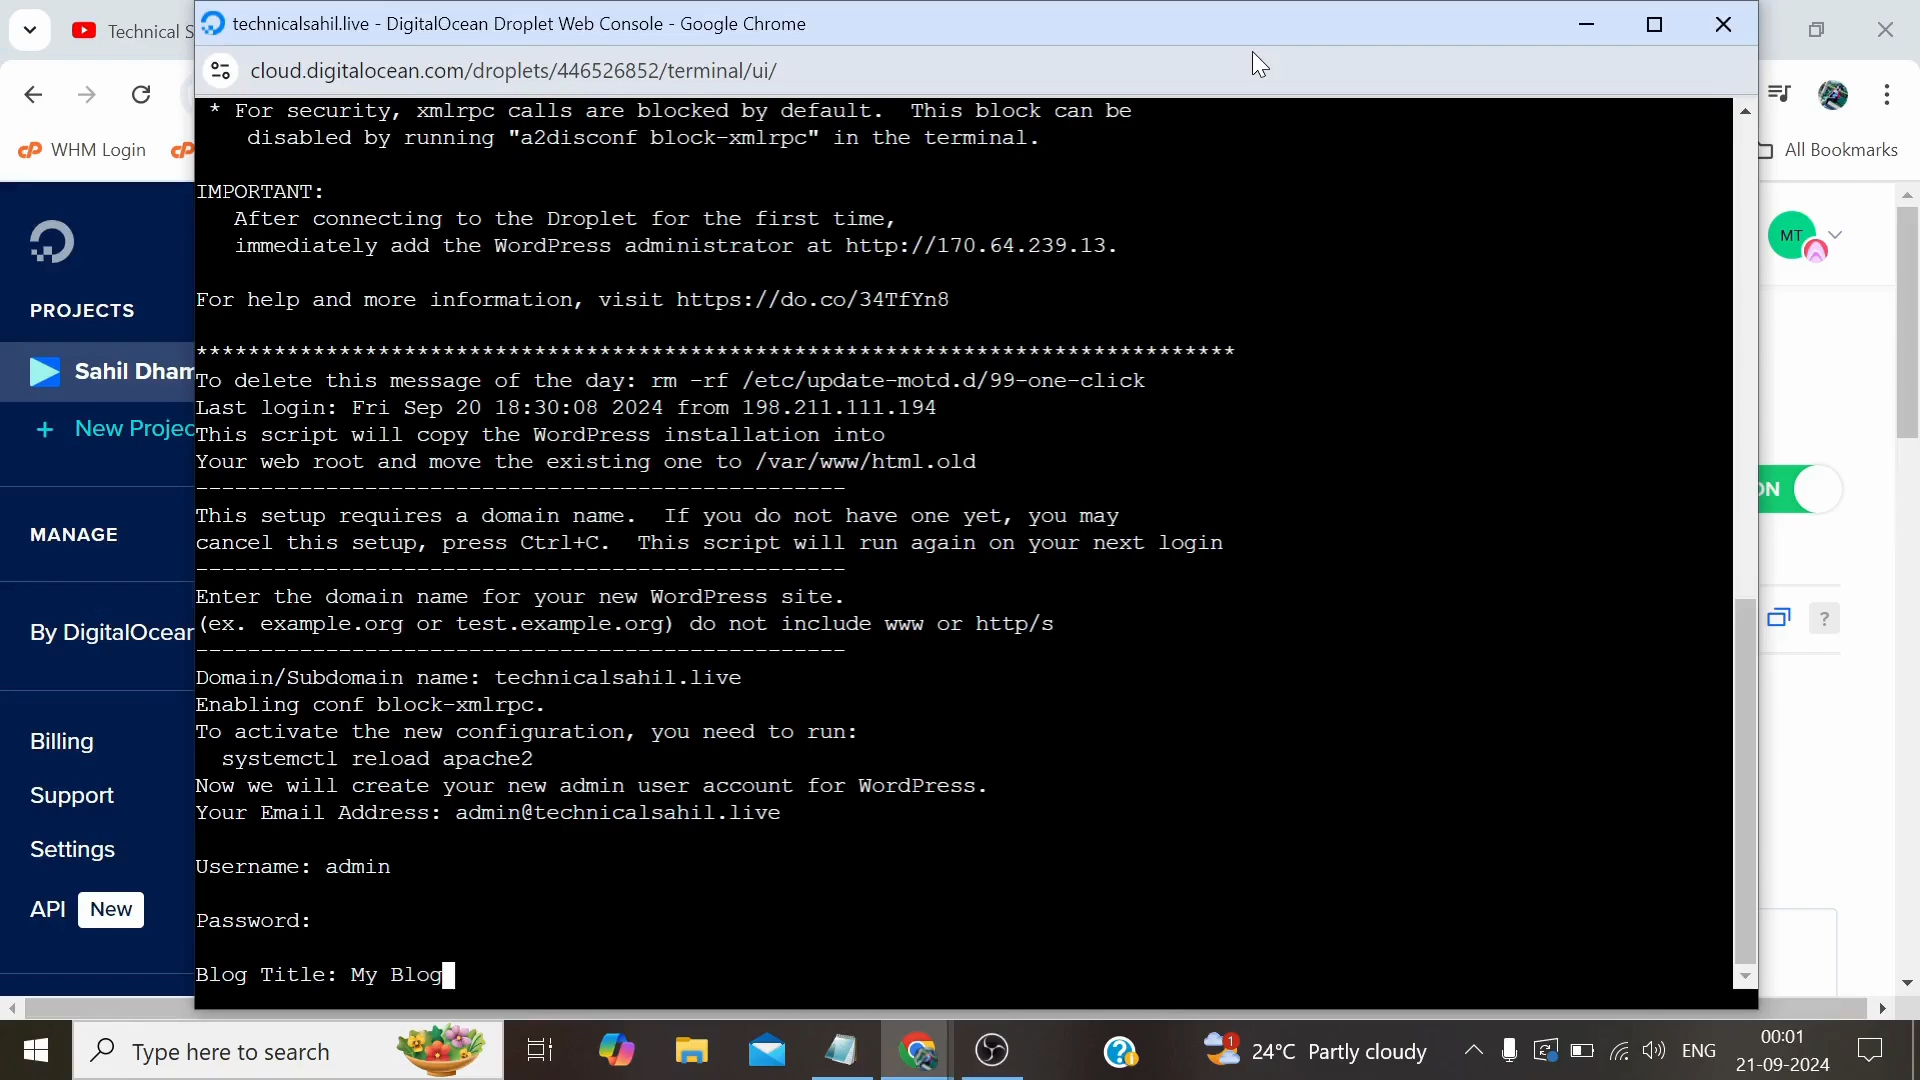 Technical S
technicalsahil.live - DigitalOcean Droplet Web Console - Google Chrome
cloud.digitalocean.com/droplets/446526852/terminal/ui/
WHM Login
All Bookmarks
MT
PROJECTS
Sahil Dham
+ New Projec
MANAGE
By DigitalOcean
Billing
Support
Settings
API New
* For security, xmlrpc calls are blocked by default.  This block can be
disabled by running "a2disconf block-xmlrpc" in the terminal.
IMPORTANT:
After connecting to the Droplet for the first time,
immediately add the WordPress administrator at http://170.64.239.13.
For help and more information, visit https://do.co/34TfYn8
********************************************************************************
To delete this message of the day: rm -rf /etc/update-motd.d/99-one-click
Last login: Fri Sep 20 18:30:08 2024 from 198.211.111.194
This script will copy the WordPress installation into
Your web root and move the existing one to /var/www/html.old
--------------------------------------------------
This setup requires a domain name.  If you do not have one yet, you may
cancel this setup, press Ctrl+C.  This script will run again on your next login
--------------------------------------------------
Enter the domain name for your new WordPress site.
(ex. example.org or test.example.org) do not include www or http/s
--------------------------------------------------
Domain/Subdomain name: technicalsahil.live
Enabling conf block-xmlrpc.
To activate the new configuration, you need to run:
systemctl reload apache2
Now we will create your new admin user account for WordPress.
Your Email Address: admin@technicalsahil.live
Username: admin
Password:
Blog Title: My Blog
ON
?
Type here to search
1
24°C Partly cloudy
ENG
00:01
21-09-2024